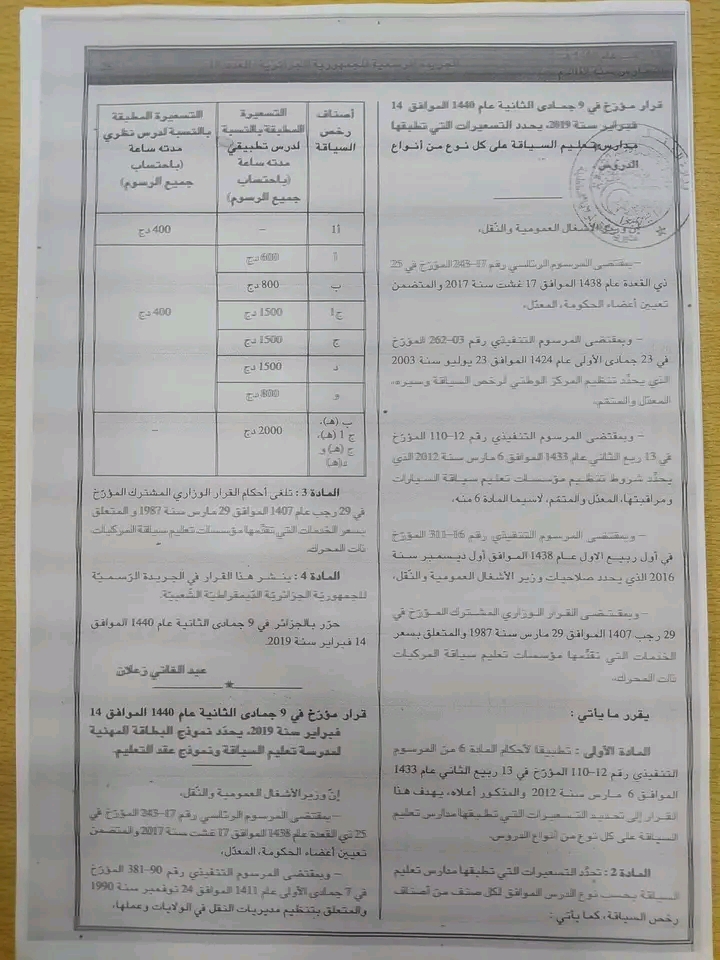 الجريدة الرسمية للجمهورية الجزائرية
قرار مؤرّخ في 9 جمادى الثانية عام 1440 الموافق 14
فبراير سنة 2019، يحدد التسعيرات التي تطبقها
مدارس تعليم السياقة على كل نوع من أنواع
الدروس.
إنّ وزير الأشغال العمومية والنّقل،
– بمقتضى المرسوم الرئاسي رقم 17–243 المؤرّخ في 25
ذي القعدة عام 1438 الموافق 17 غشت سنة 2017 والمتضمن
تعيين أعضاء الحكومة، المعدّل،
– وبمقتضى المرسوم التنفيذي رقم 03–262 المؤرّخ
في 23 جمادى الأولى عام 1424 الموافق 23 يوليو سنة 2003
الذي يحدّد تنظيم المركز الوطني لرخص السياقة وسيره،
المعدّل والمتمّم،
– وبمقتضى المرسوم التنفيذي رقم 12–110 المؤرّخ
في 13 ربيع الثاني عام 1433 الموافق 6 مارس سنة 2012 الذي
يحدّد شروط تنظيم مؤسسات تعليم سياقة السيارات
ومراقبتها، المعدّل والمتمّم، لاسيما المادة 6 منه،
– وبمقتضى المرسوم التنفيذي رقم 16–311 المؤرّخ
في أول ربيع الأول عام 1438 الموافق أول ديسمبر سنة
2016 الذي يحدد صلاحيات وزير الأشغال العمومية والنّقل،
– وبمقتضى القرار الوزاري المشترك المؤرّخ في
29 رجب 1407 الموافق 29 مارس سنة 1987 والمتعلق بسعر
الخدمات التي تقدّمها مؤسسات تعليم سياقة المركبات
ذات المحرك،
يقرر ما يأتي :
المادة الأولى : تطبيقا لأحكام المادة 6 من المرسوم
التنفيذي رقم 12–110 المؤرّخ في 13 ربيع الثاني عام 1433
الموافق 6 مارس سنة 2012 والمذكور أعلاه، يهدف هذا
القرار إلى تحديد التسعيرات التي تطبقها مدارس تعليم
السياقة على كل نوع من أنواع الدروس.
المادة 2 : تحدّد التسعيرات التي تطبقها مدارس تعليم
السياقة بحسب نوع الدرس الموافق لكل صنف من أصناف
رخص السياقة، كما يأتي :
أصناف رخص السياقة
التسعيرة المطبقة بالنسبة لدرس تطبيقي مدته ساعة (باحتساب جميع الرسوم)
التسعيرة المطبقة بالنسبة لدرس نظري مدته ساعة (باحتساب جميع الرسوم)
أ1 – 400 دج
أ 600 دج
ب 800 دج
ج1 1500 دج 400 دج
ج 1500 دج
د 1500 دج
و 800 دج
ب (هـ)، ج 1 (هـ)، ج (هـ) و د(هـ) 2000 دج –
المادة 3 : تلغى أحكام القرار الوزاري المشترك المؤرّخ
في 29 رجب عام 1407 الموافق 29 مارس سنة 1987 والمتعلق
بسعر الخدمات التي تقدّمها مؤسسات تعليم سياقة المركبات
ذات المحرك.
المادة 4 : ينشر هذا القرار في الجريدة الرّسميّة
للجمهوريّة الجزائريّة الدّيمقراطيّة الشّعبيّة.
حرّر بالجزائر في 9 جمادى الثانية عام 1440 الموافق
14 فبراير سنة 2019.
عبد الغاني زعلان
قرار مؤرّخ في 9 جمادى الثانية عام 1440 الموافق 14
فبراير سنة 2019، يحدّد نموذج البطاقة المهنية
لمدرسة تعليم السياقة ونموذج عقد التعليم.
إنّ وزير الأشغال العمومية والنّقل،
– بمقتضى المرسوم الرئاسي رقم 17–243 المؤرّخ في
25 ذي القعدة عام 1438 الموافق 17 غشت سنة 2017 والمتضمن
تعيين أعضاء الحكومة، المعدّل،
– وبمقتضى المرسوم التنفيذي رقم 90–381 المؤرّخ
في 7 جمادى الأولى عام 1411 الموافق 24 نوفمبر سنة 1990
والمتعلق بتنظيم مديريات النقل في الولايات وعملها،